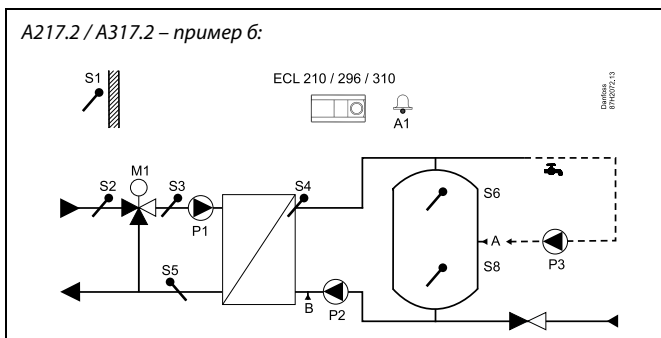 A217.2 / A317.2 – пример б:
S1
ECL 210 / 296 / 310
A1
Danfoss
87H2072.13
M1
S2
S3
S4
S6
P1
A
P3
S5
S8
B
P2